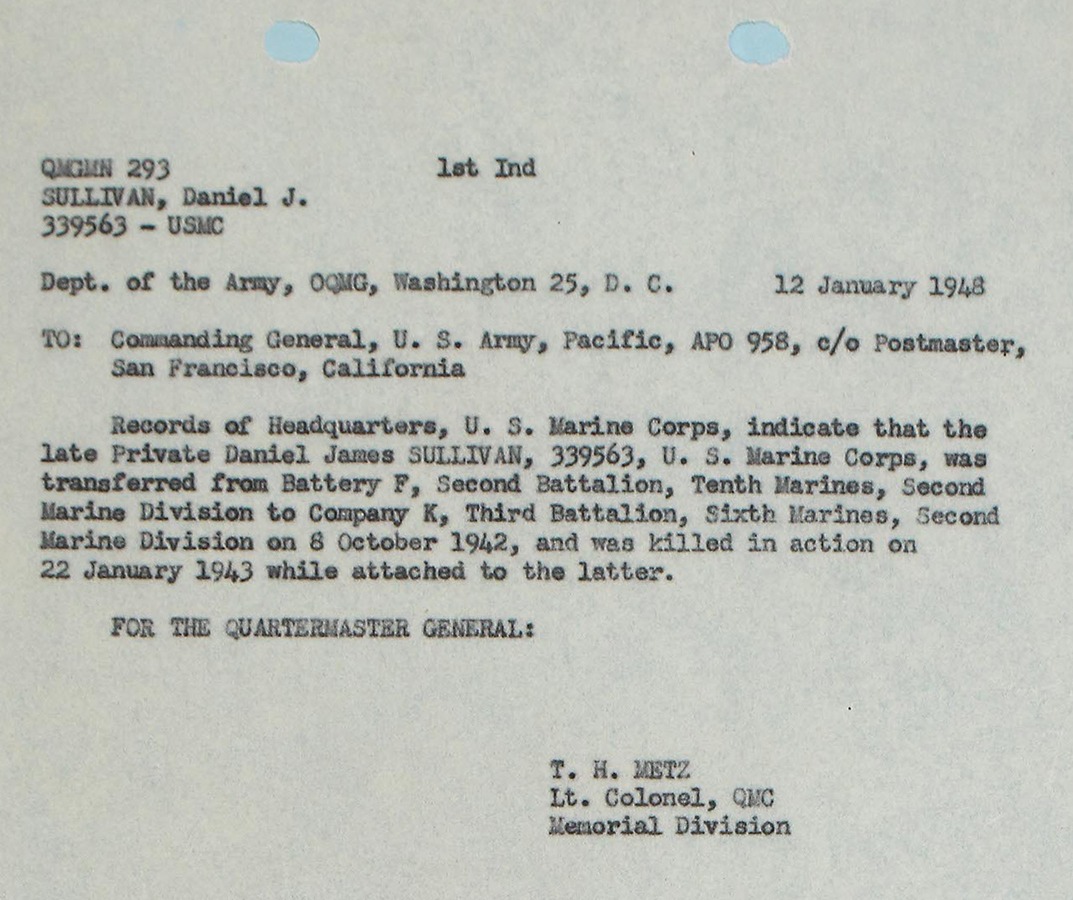 QMGMN 293 1st Ind
SULLIVAN, Daniel J.
339563 - USMC
Dept. of the Army, OQMG, Washington 25, D. C. 12 January 1948
TO: Commanding General, U. S. Army, Pacific, APO 958, c/o Postmaster,
San Francisco, California
Records of Headquarters, U. S. Marine Corps, indicate that the
late Private Daniel James SULLIVAN, 339563, U. S. Marine Corps, was
transferred from Battery F, Second Battalion, Tenth Marines, Second
Marine Division to Company K, Third Battalion, Sixth Marines, Second
Marine Division on 8 October 1942, and was killed in action on
22 January 1943 while attached to the latter.
FOR THE QUARTERMASTER GENERAL:
T. H. METZ
Lt. Colonel, QMC
Memorial Division